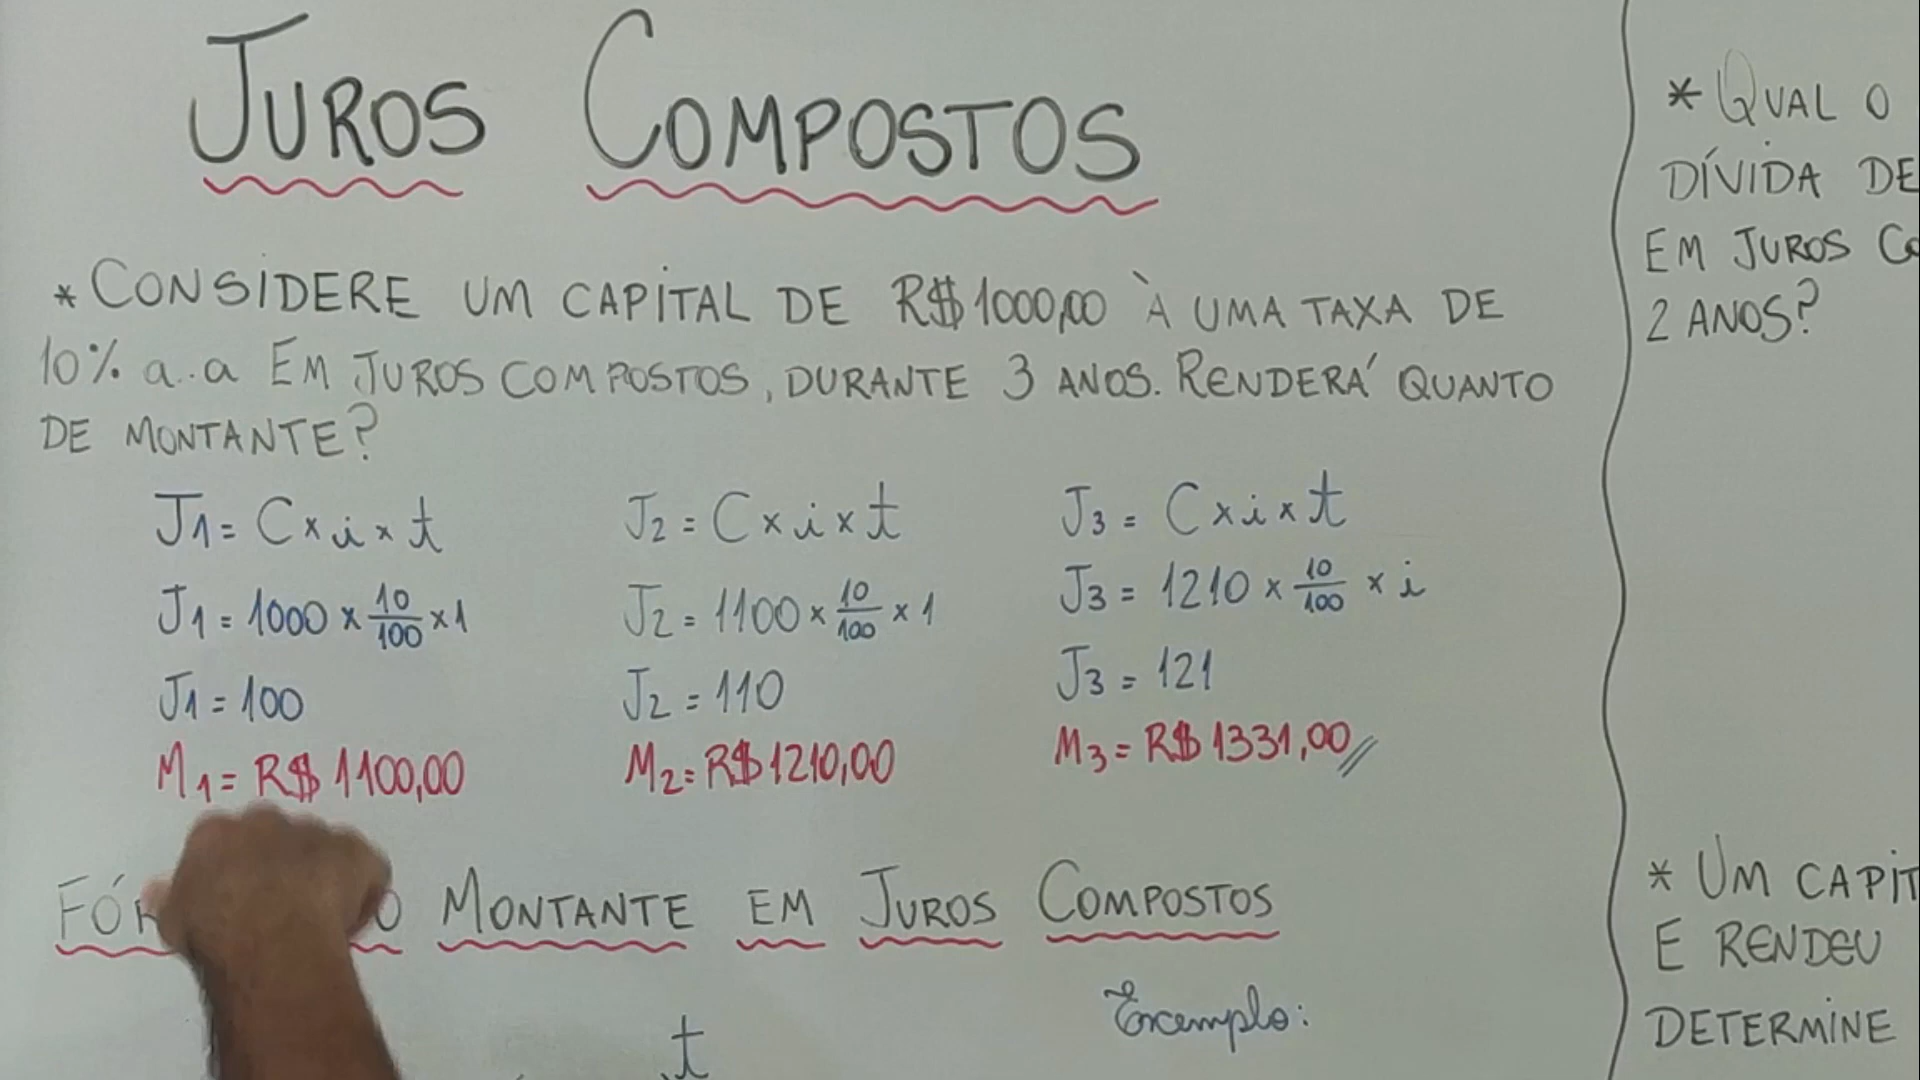 JUROS COMPOSTOS
* CONSIDERE UM CAPITAL DE R$1000,00 À UMA TAXA DE
10% a.a EM JUROS COMPOSTOS, DURANTE 3 ANOS. RENDERÁ QUANTO
DE MONTANTE?
J1 = C x i x t
J1 = 1000 x 10/100 x 1
J1 = 100
M1 = R$ 1100,00
J2 = C x i x t
J2 = 1100 x 10/100 x 1
J2 = 110
M2 = R$1210,00
J3 = C x i x t
J3 = 1210 x 10/100 x i
J3 = 121
M3 = R$ 1331,00//
MONTANTE EM JUROS COMPOSTOS
Exemplo:
t
* QUAL O
DÍVIDA DE
EM JUROS
2 ANOS?
* UM
E RENDEU
DETERMINE